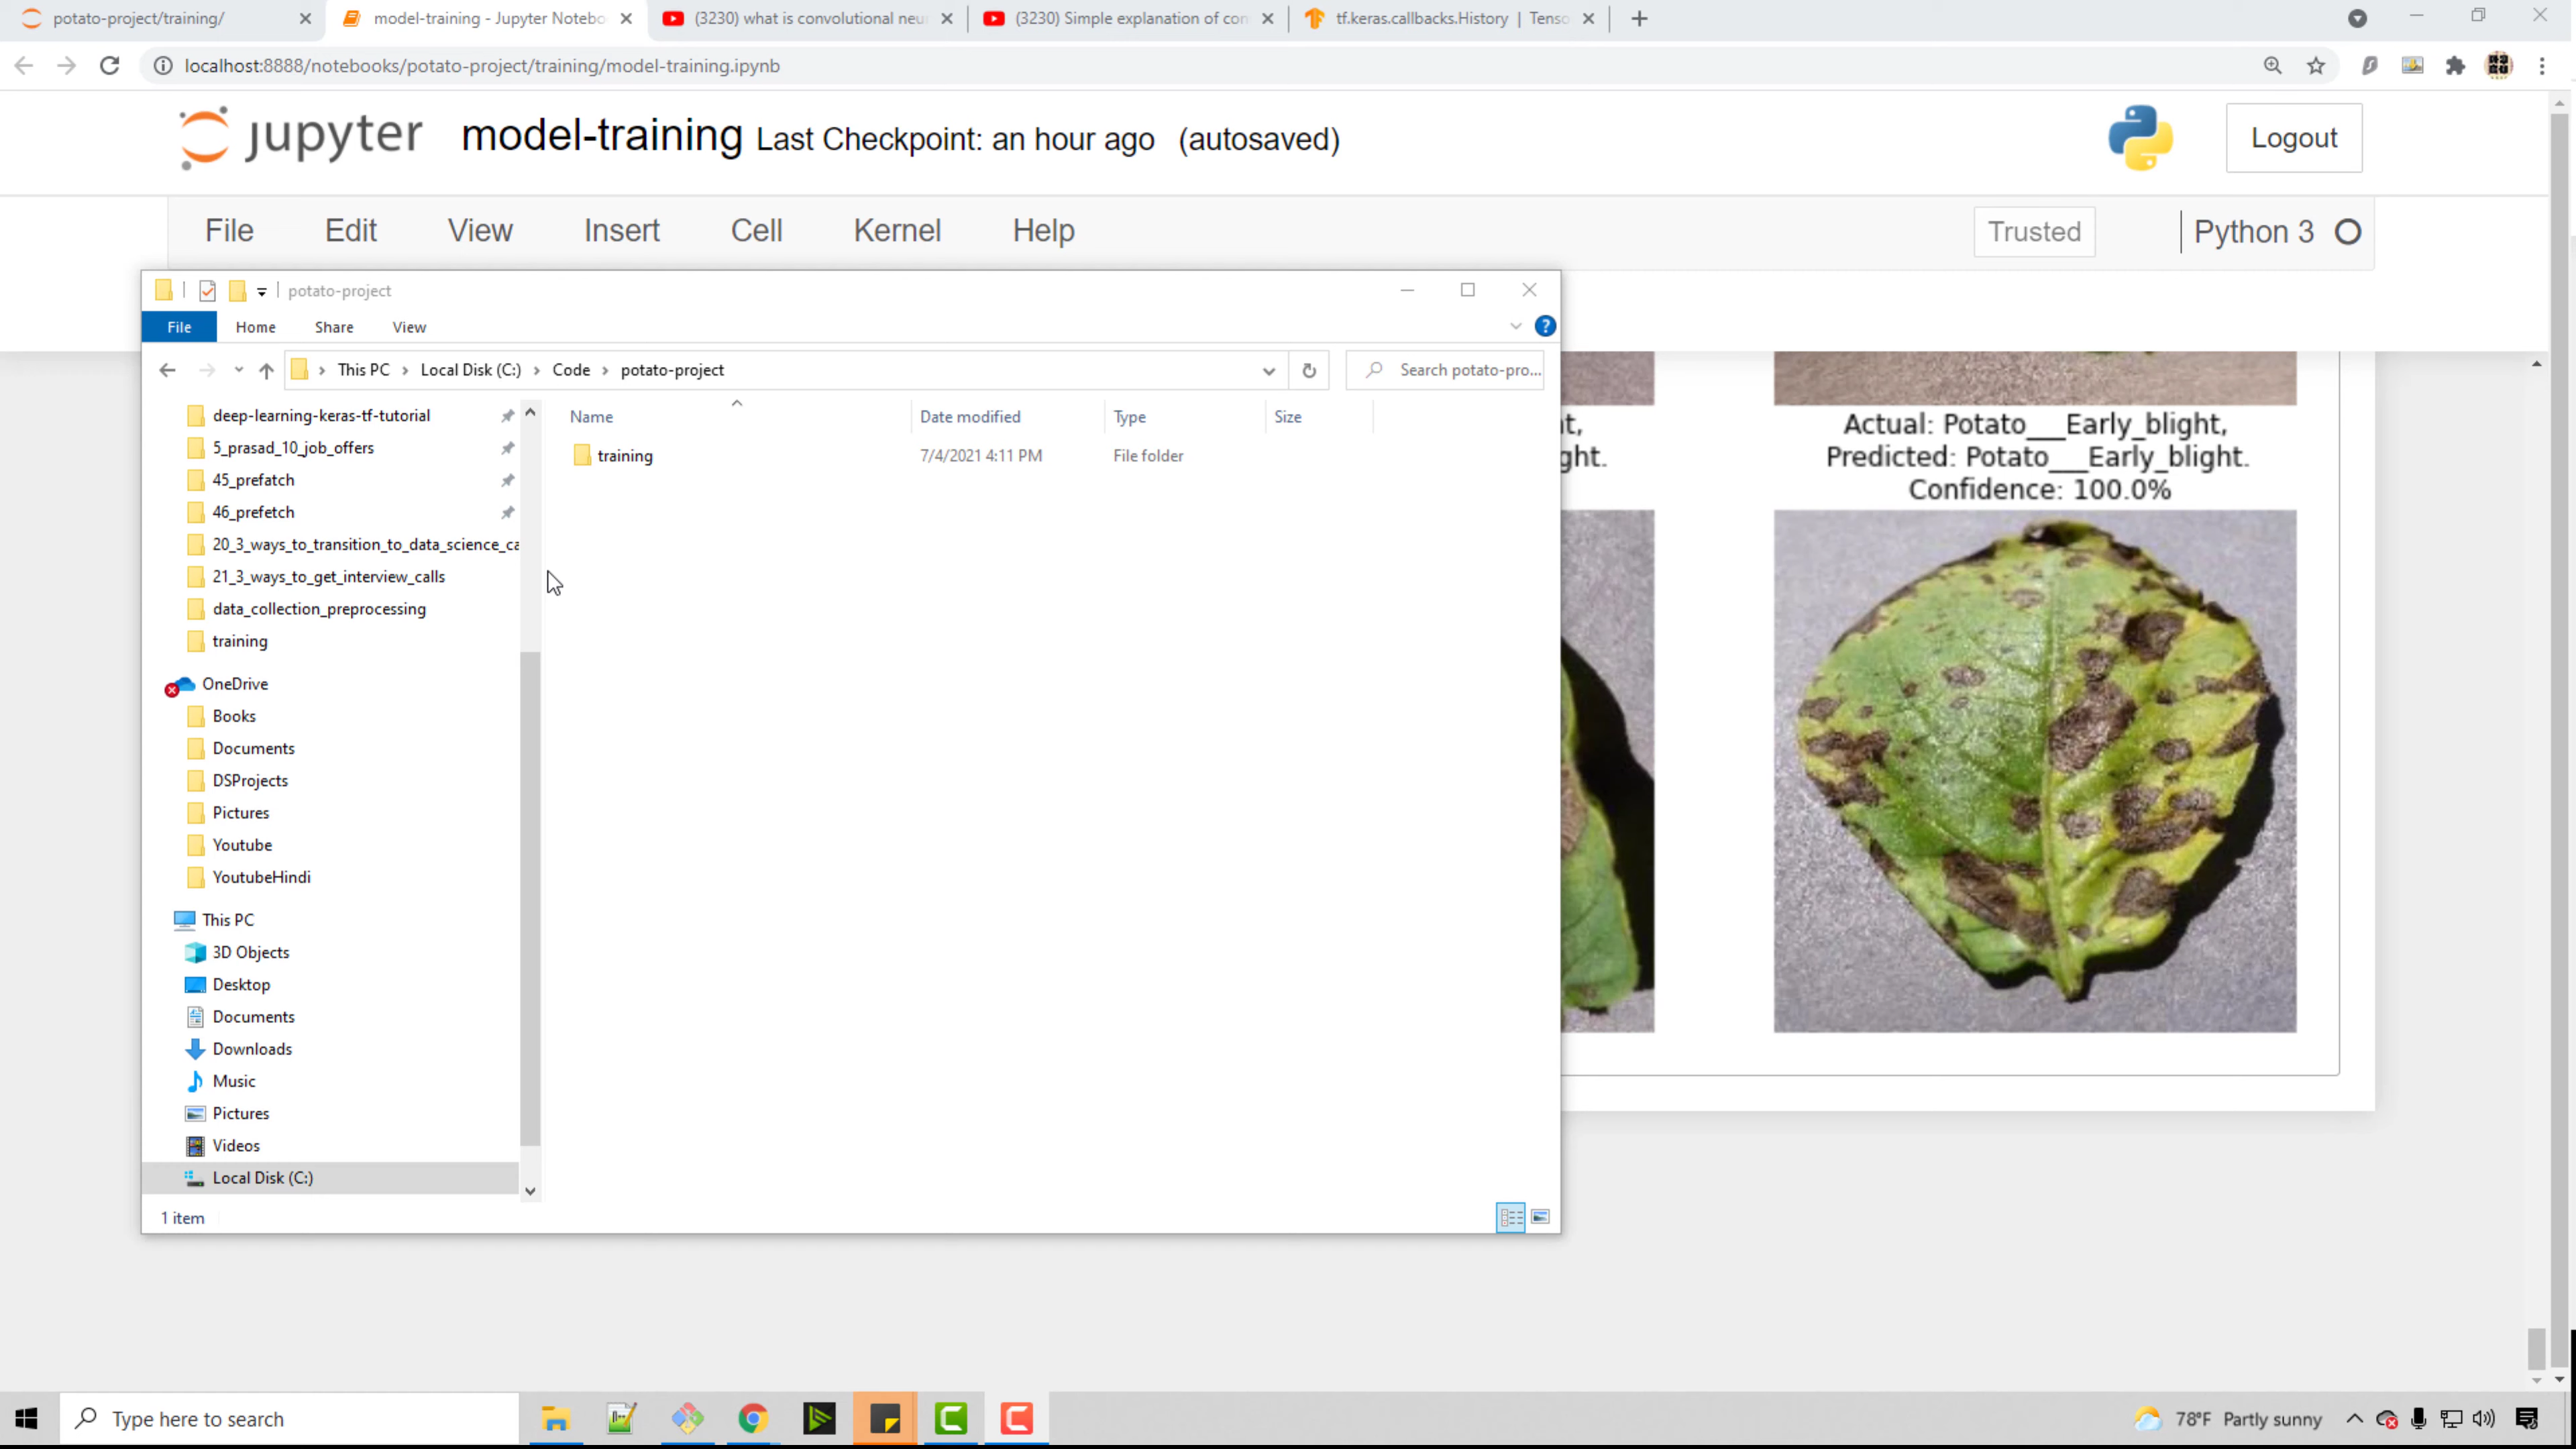 potato-project/training/
model-training - Jupyter Notebo
(3230) what is convolutional neu
(3230) Simple explanation of con
tf.keras.callbacks.History | Tenso
localhost:8888/notebooks/potato-project/training/model-training.ipynb
jupyter model-training Last Checkpoint: an hour ago (autosaved)
Logout
File Edit View Insert Cell Kernel Help
Trusted
Python 3
potato-project
File Home Share View
This PC › Local Disk (C:) › Code › potato-project
Search potato-pro...
Name Date modified Type Size
training 7/4/2021 4:11 PM File folder
deep-learning-keras-tf-tutorial
5_prasad_10_job_offers
45_prefatch
46_prefetch
20_3_ways_to_transition_to_data_science_ca
21_3_ways_to_get_interview_calls
data_collection_preprocessing
training
OneDrive
Books
Documents
DSProjects
Pictures
Youtube
YoutubeHindi
This PC
3D Objects
Desktop
Documents
Downloads
Music
Pictures
Videos
Local Disk (C:)
1 item
t,
ght.
Actual: Potato___Early_blight,
Predicted: Potato___Early_blight.
Confidence: 100.0%
Type here to search
78°F Partly sunny